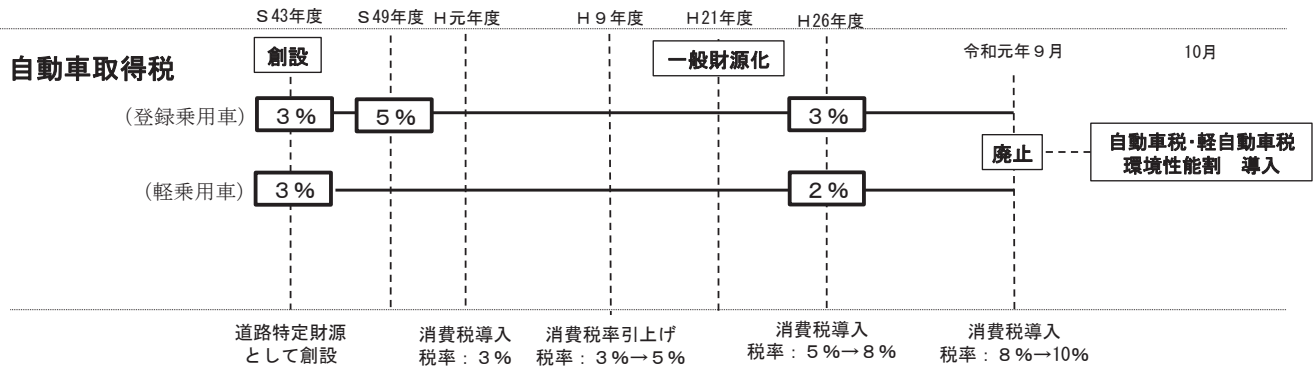 S43年度 S49年度 H元年度 H9年度 H21年度 H26年度
令和元年9月 10月
自動車取得税
創設
一般財源化
(登録乗用車) 3% 5% 3%
廃止
自動車税・軽自動車税
環境性能割 導入
(軽乗用車) 3% 2%
道路特定財源
として創設
消費税導入
税率:3%
消費税率引上げ
税率:3%→5%
消費税導入
税率:5%→8%
消費税導入
税率:8%→10%